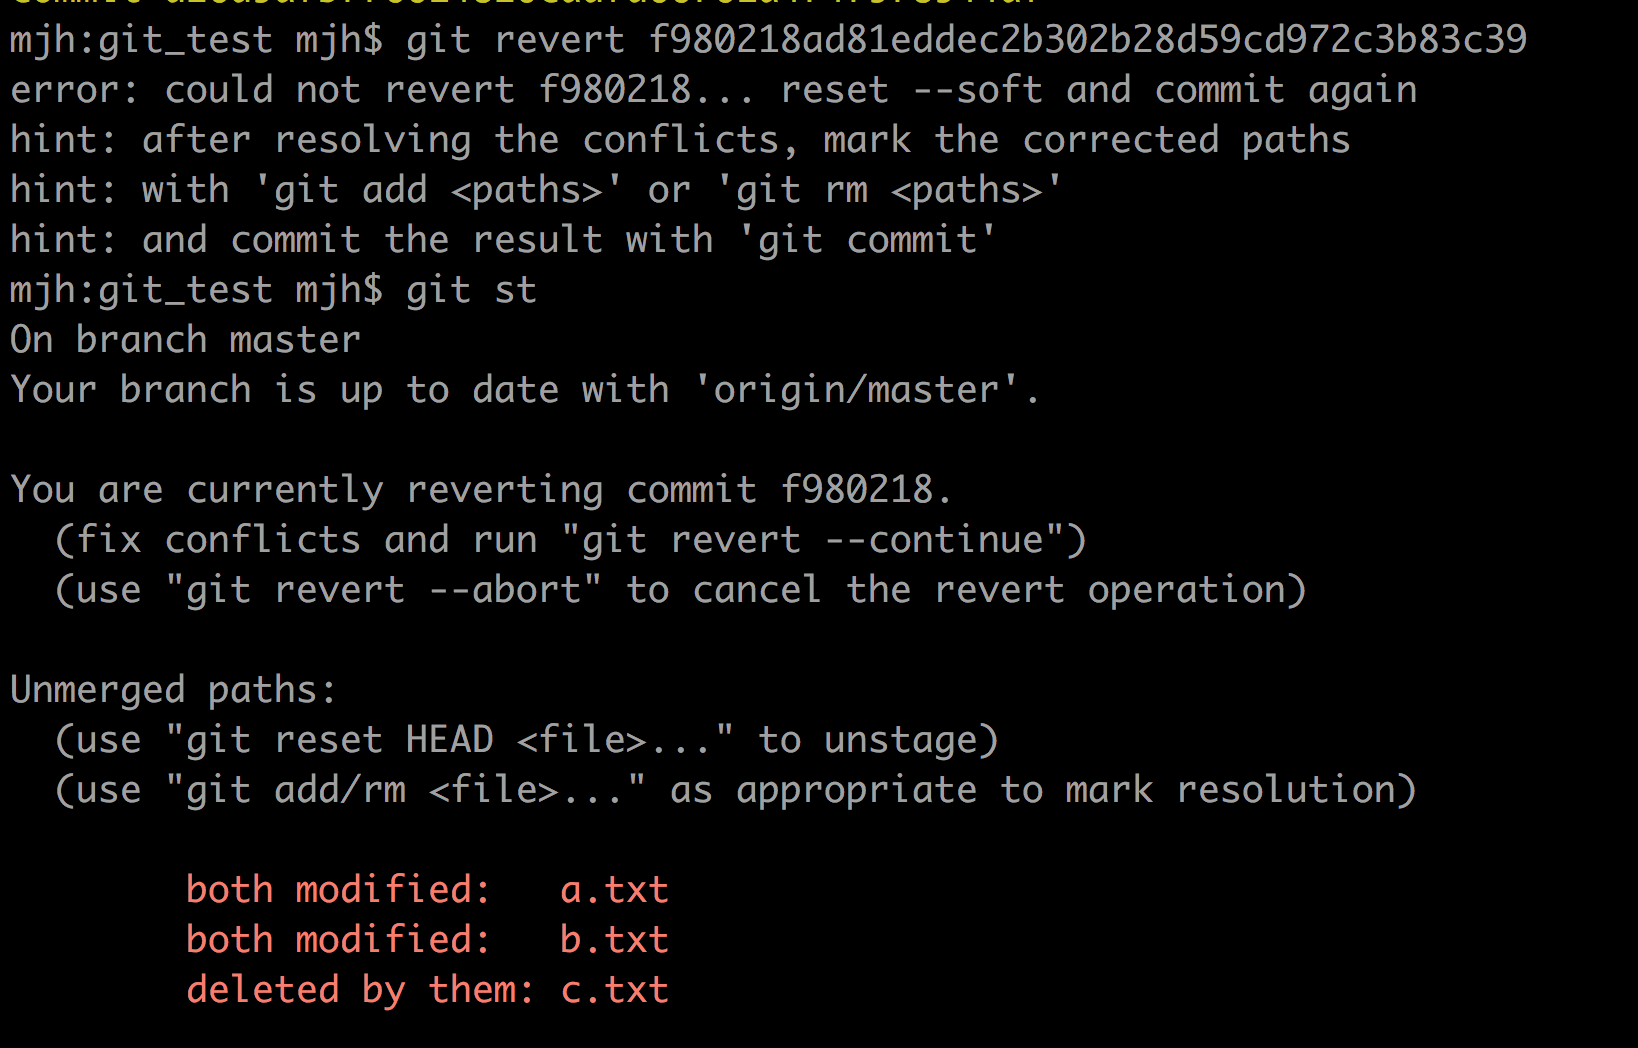 mjh:git_test mjh$ git revert f980218ad81eddec2b302b28d59cd972c3b83c39
error: could not revert f980218... reset --soft and commit again
hint: after resolving the conflicts, mark the corrected paths
hint: with 'git add <paths>' or 'git rm <paths>'
hint: and commit the result with 'git commit'
mjh:git_test mjh$ git st
On branch master
Your branch is up to date with 'origin/master'.

You are currently reverting commit f980218.
  (fix conflicts and run "git revert --continue")
  (use "git revert --abort" to cancel the revert operation)

Unmerged paths:
  (use "git reset HEAD <file>..." to unstage)
  (use "git add/rm <file>..." as appropriate to mark resolution)

        both modified:   a.txt
        both modified:   b.txt
        deleted by them: c.txt